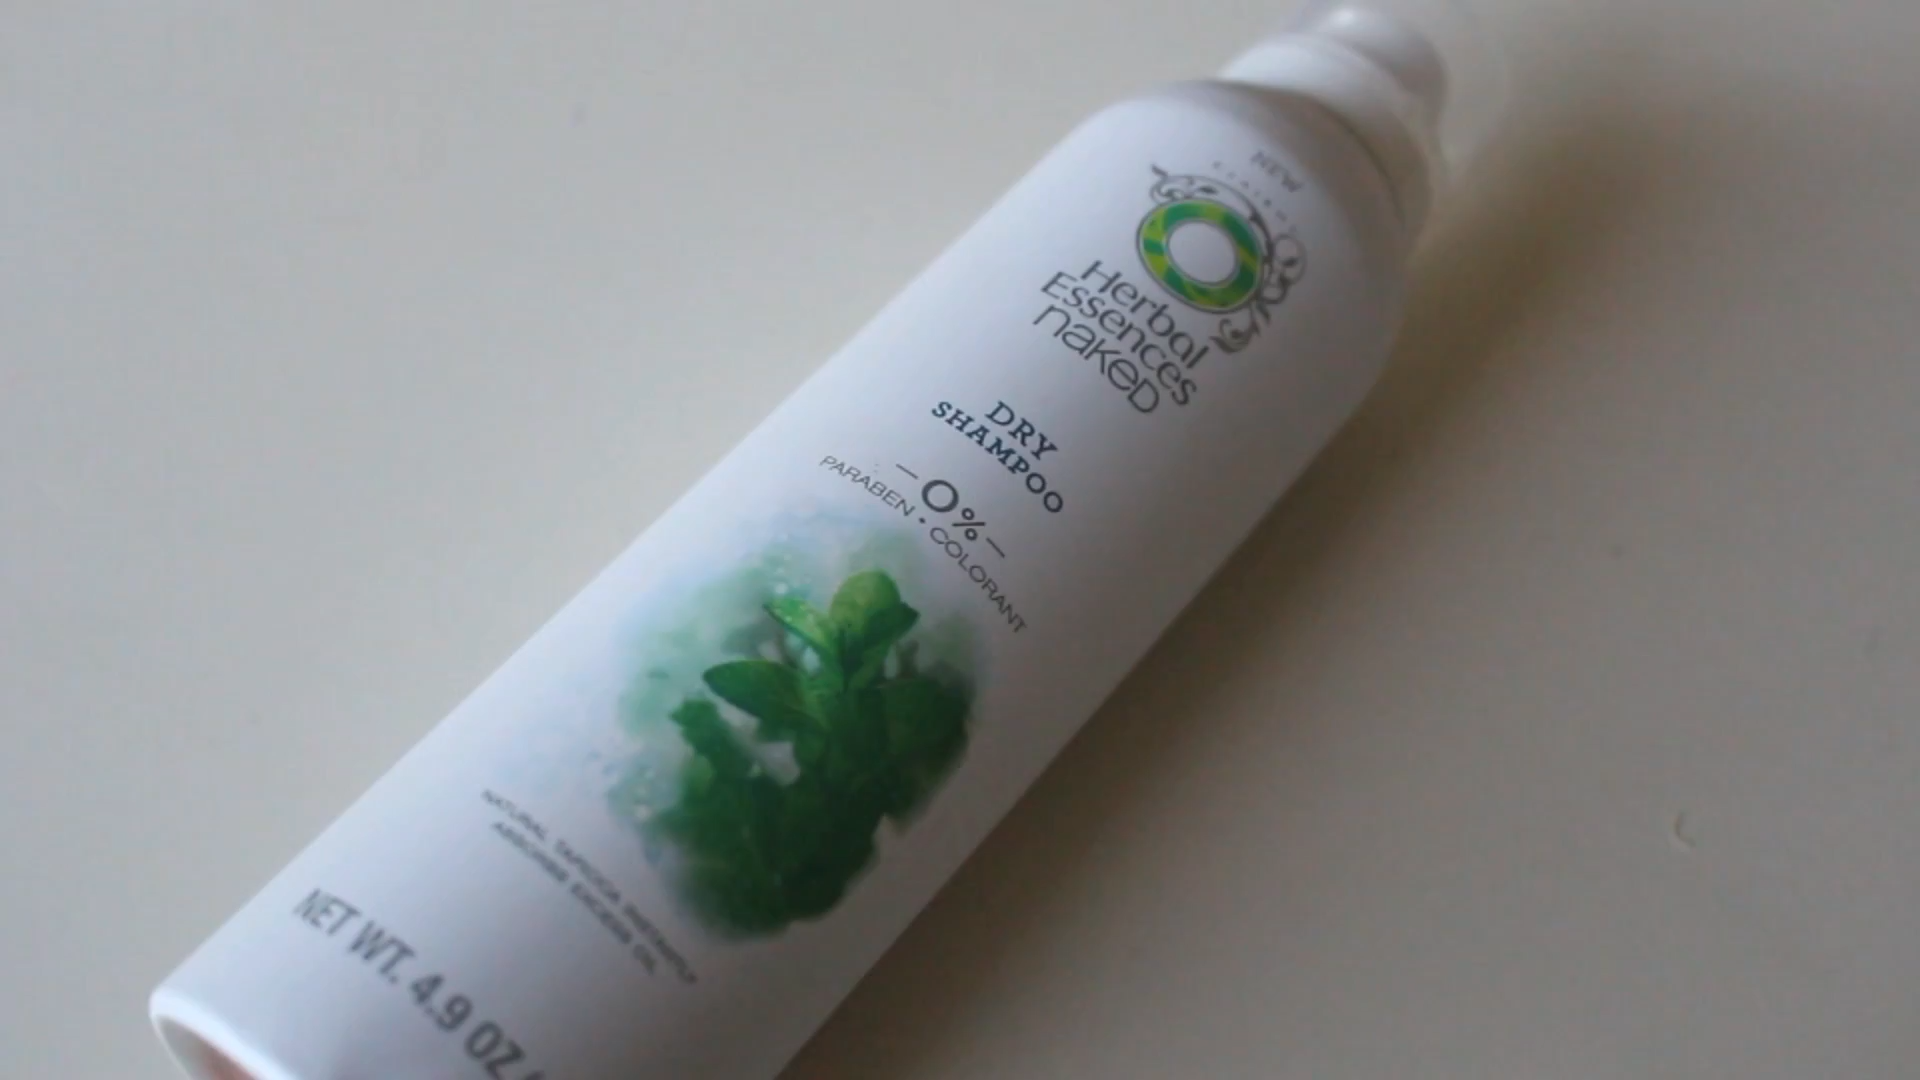 NEW
CLAIROL
Herbal
Essences
naked
DRY
SHAMPOO
0%
PARABEN • COLORANT
NATURAL TAPIOCA INSTANTLY
ABSORBS EXCESS OIL
NET WT. 4.9 OZ